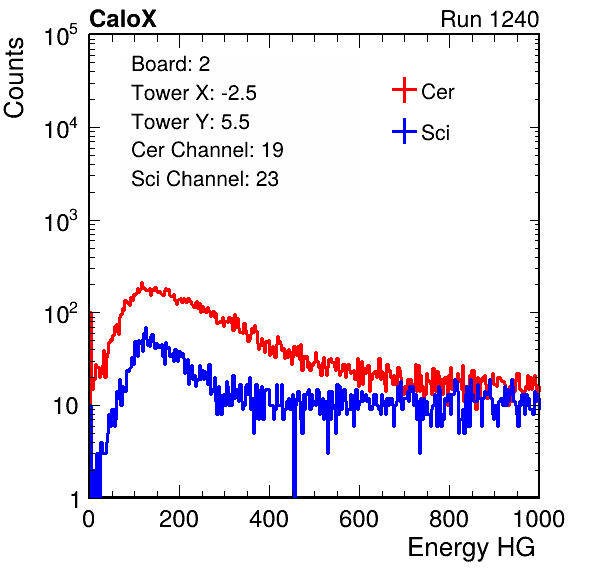 CaloX
Run 1240
Counts
Board: 2
Tower X: -2.5
Tower Y: 5.5
Cer Channel: 19
Sci Channel: 23
Cer
Sci
10^5
10^4
10^3
10^2
10
1
0 200 400 600 800 1000
Energy HG